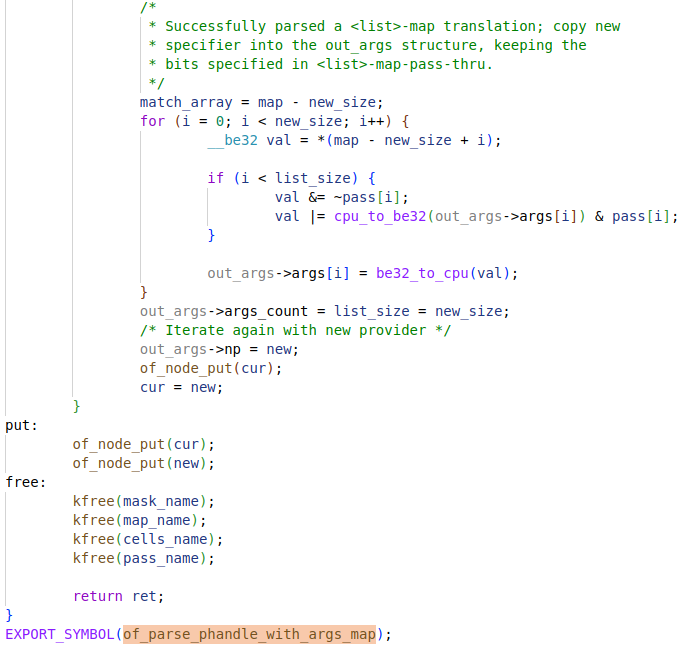 /*
* Successfully parsed a <list>-map translation; copy new
* specifier into the out_args structure, keeping the
* bits specified in <list>-map-pass-thru.
*/
match_array = map - new_size;
for (i = 0; i < new_size; i++) {
__be32 val = *(map - new_size + i);
if (i < list_size) {
val &= ~pass[i];
val |= cpu_to_be32(out_args->args[i]) & pass[i];
}
out_args->args[i] = be32_to_cpu(val);
}
out_args->args_count = list_size = new_size;
/* Iterate again with new provider */
out_args->np = new;
of_node_put(cur);
cur = new;
}
put:
of_node_put(cur);
of_node_put(new);
free:
kfree(mask_name);
kfree(map_name);
kfree(cells_name);
kfree(pass_name);
return ret;
}
EXPORT_SYMBOL(of_parse_phandle_with_args_map);